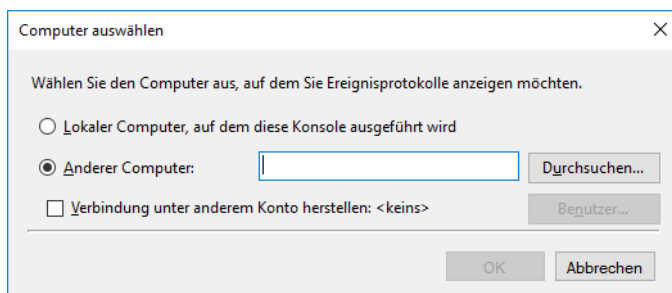 Computer auswählen
Wählen Sie den Computer aus, auf dem Sie Ereignisprotokolle anzeigen möchten.
Lokaler Computer, auf dem diese Konsole ausgeführt wird
Anderer Computer: Durchsuchen...
Verbindung unter anderem Konto herstellen: <keins> Benutzer...
OK Abbrechen